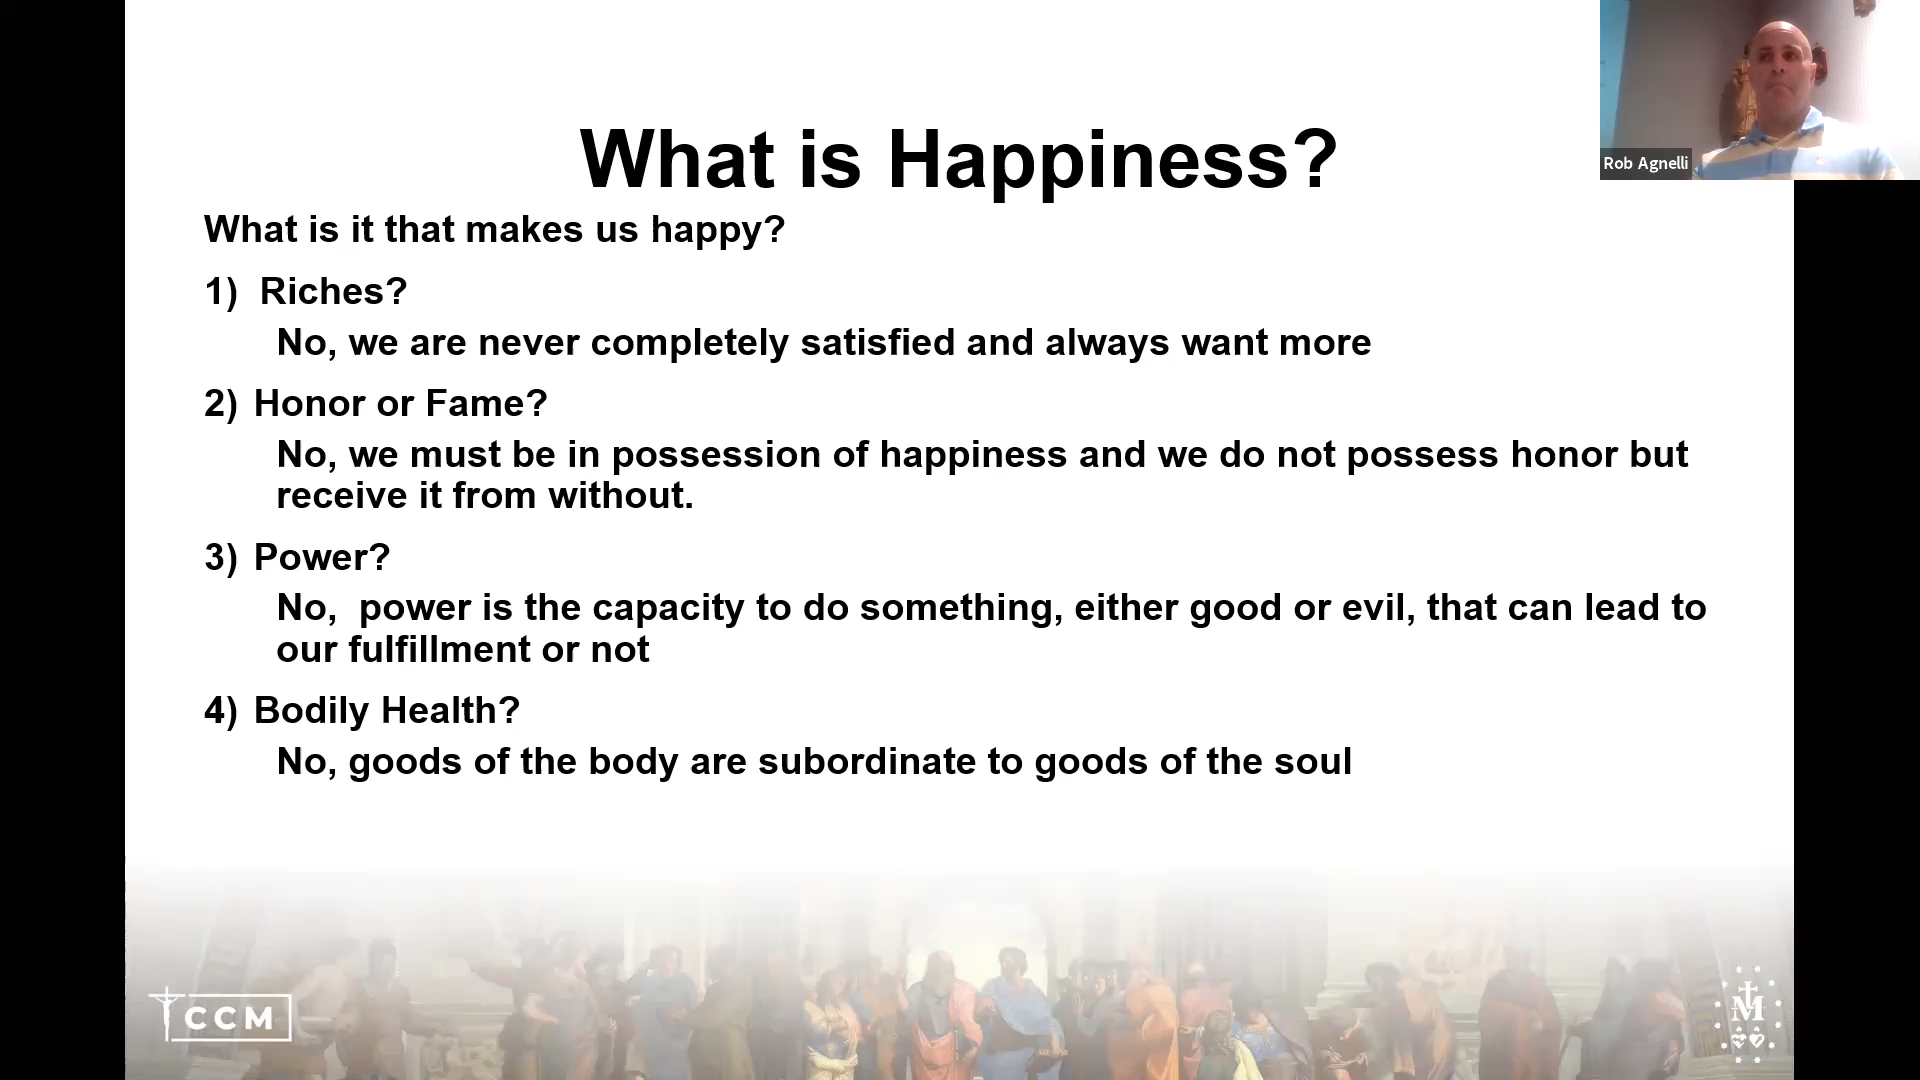 What is Happiness?
Rob Agnelli
What is it that makes us happy?
1) Riches?
No, we are never completely satisfied and always want more
2) Honor or Fame?
No, we must be in possession of happiness and we do not possess honor but
receive it from without.
3) Power?
No, power is the capacity to do something, either good or evil, that can lead to
our fulfillment or not
4) Bodily Health?
No, goods of the body are subordinate to goods of the soul
CCM
M